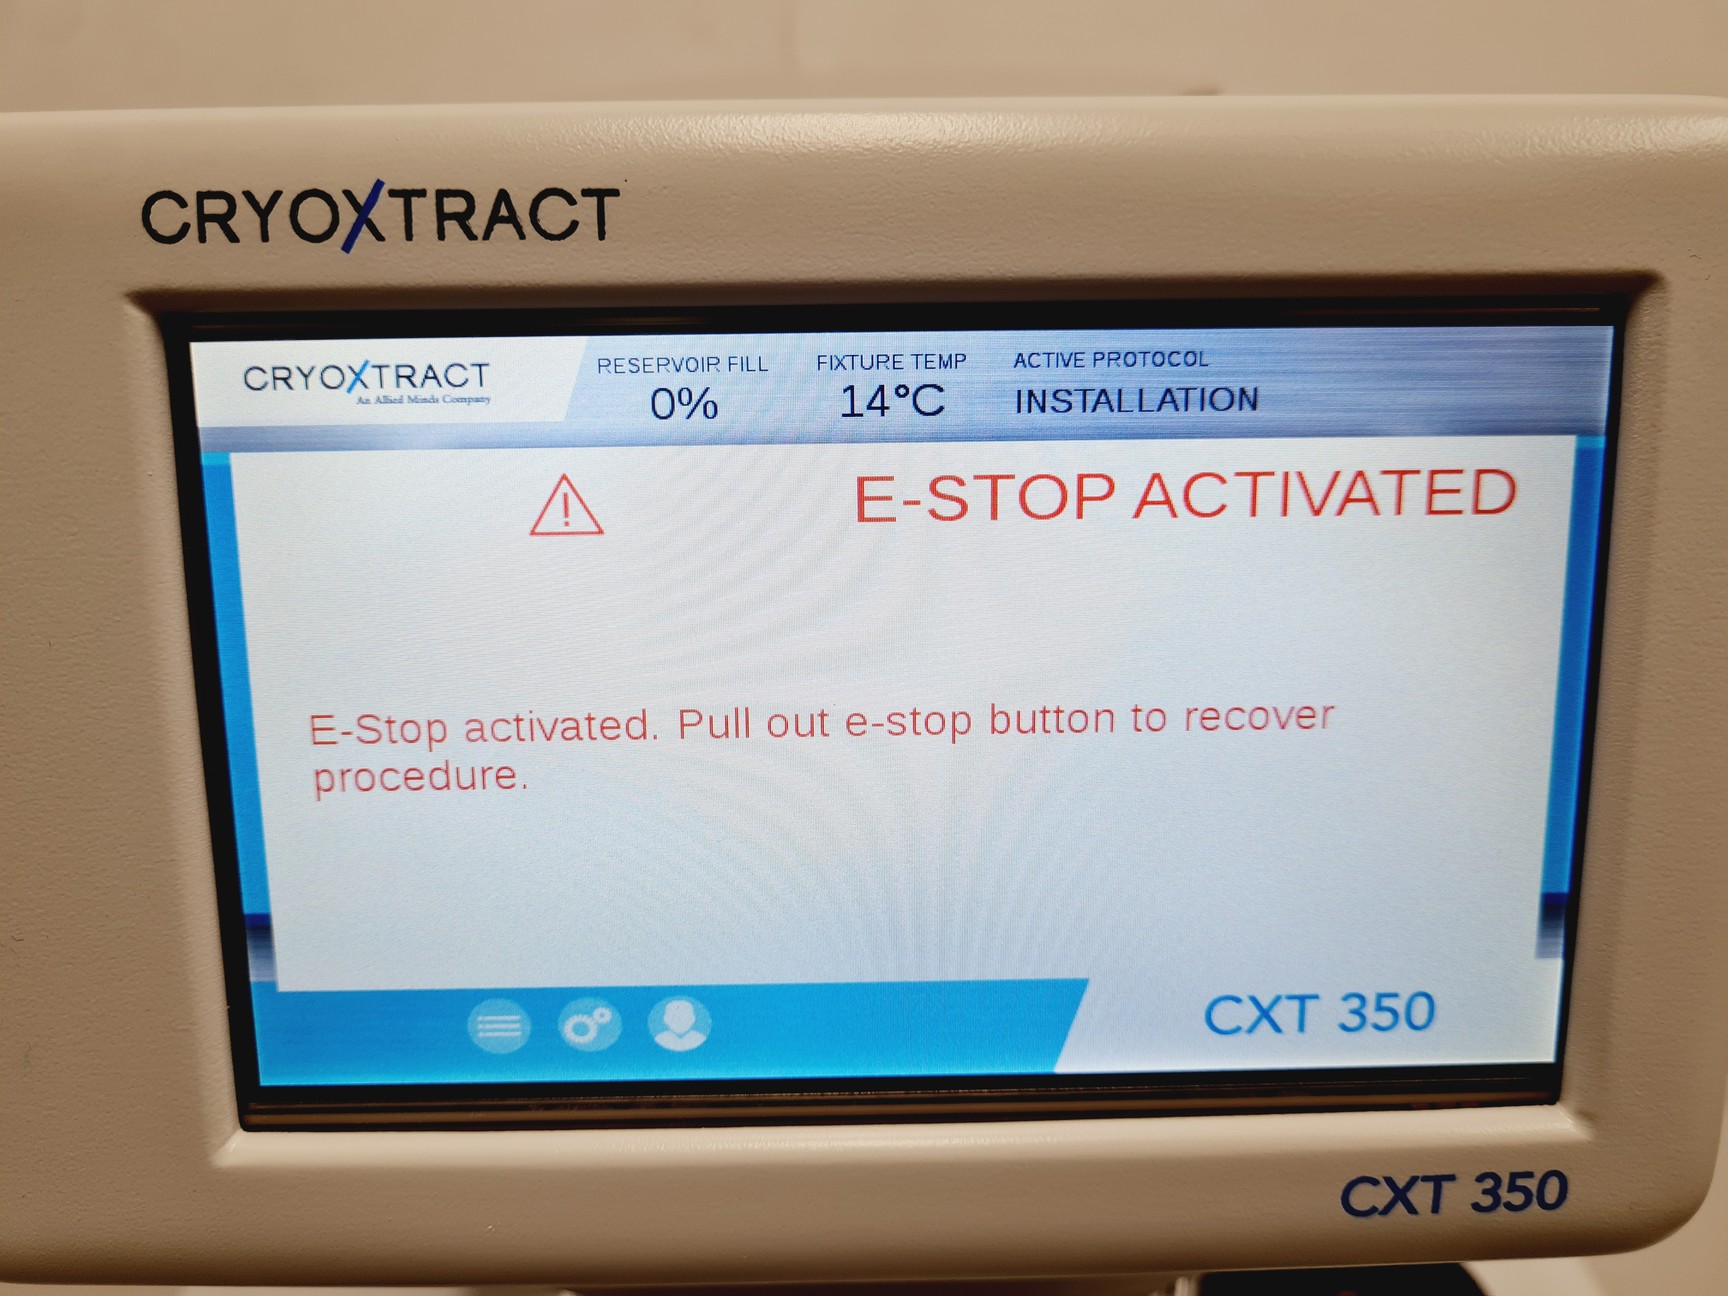 CRYOXTRACT
CRYOXTRACT
An Allied Minds Company
RESERVOIR FILL
0%
FIXTURE TEMP
14°C
ACTIVE PROTOCOL
INSTALLATION
E-STOP ACTIVATED
E-Stop activated. Pull out e-stop button to recover
procedure.
CXT 350
CXT 350